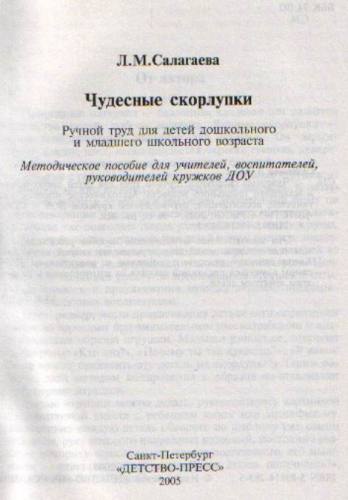 Л.М.Салагаева
Чудесные скорлупки
Ручной труд для детей дошкольного
и младшего школьного возраста
Методическое пособие для учителей, воспитателей,
руководителей кружков ДОУ
Санкт-Петербург
«ДЕТСТВО-ПРЕСС»
2005